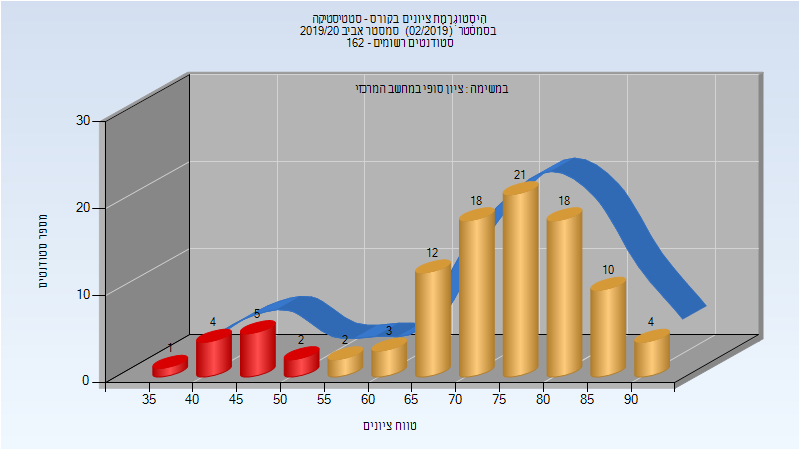 היסטוגרמת ציונים בקורס - סטטיסטיקה
בסמסטר (02/2019) סמסטר אביב 2019/20
סטודנטים רשומים - 162
במשימה : ציון סופי במחשב המרכזי
מספר סטודנטים
30
20
10
0
1
4
5
2
2
3
12
18
21
18
10
4
35 40 45 50 55 60 65 70 75 80 85 90
טווח ציונים